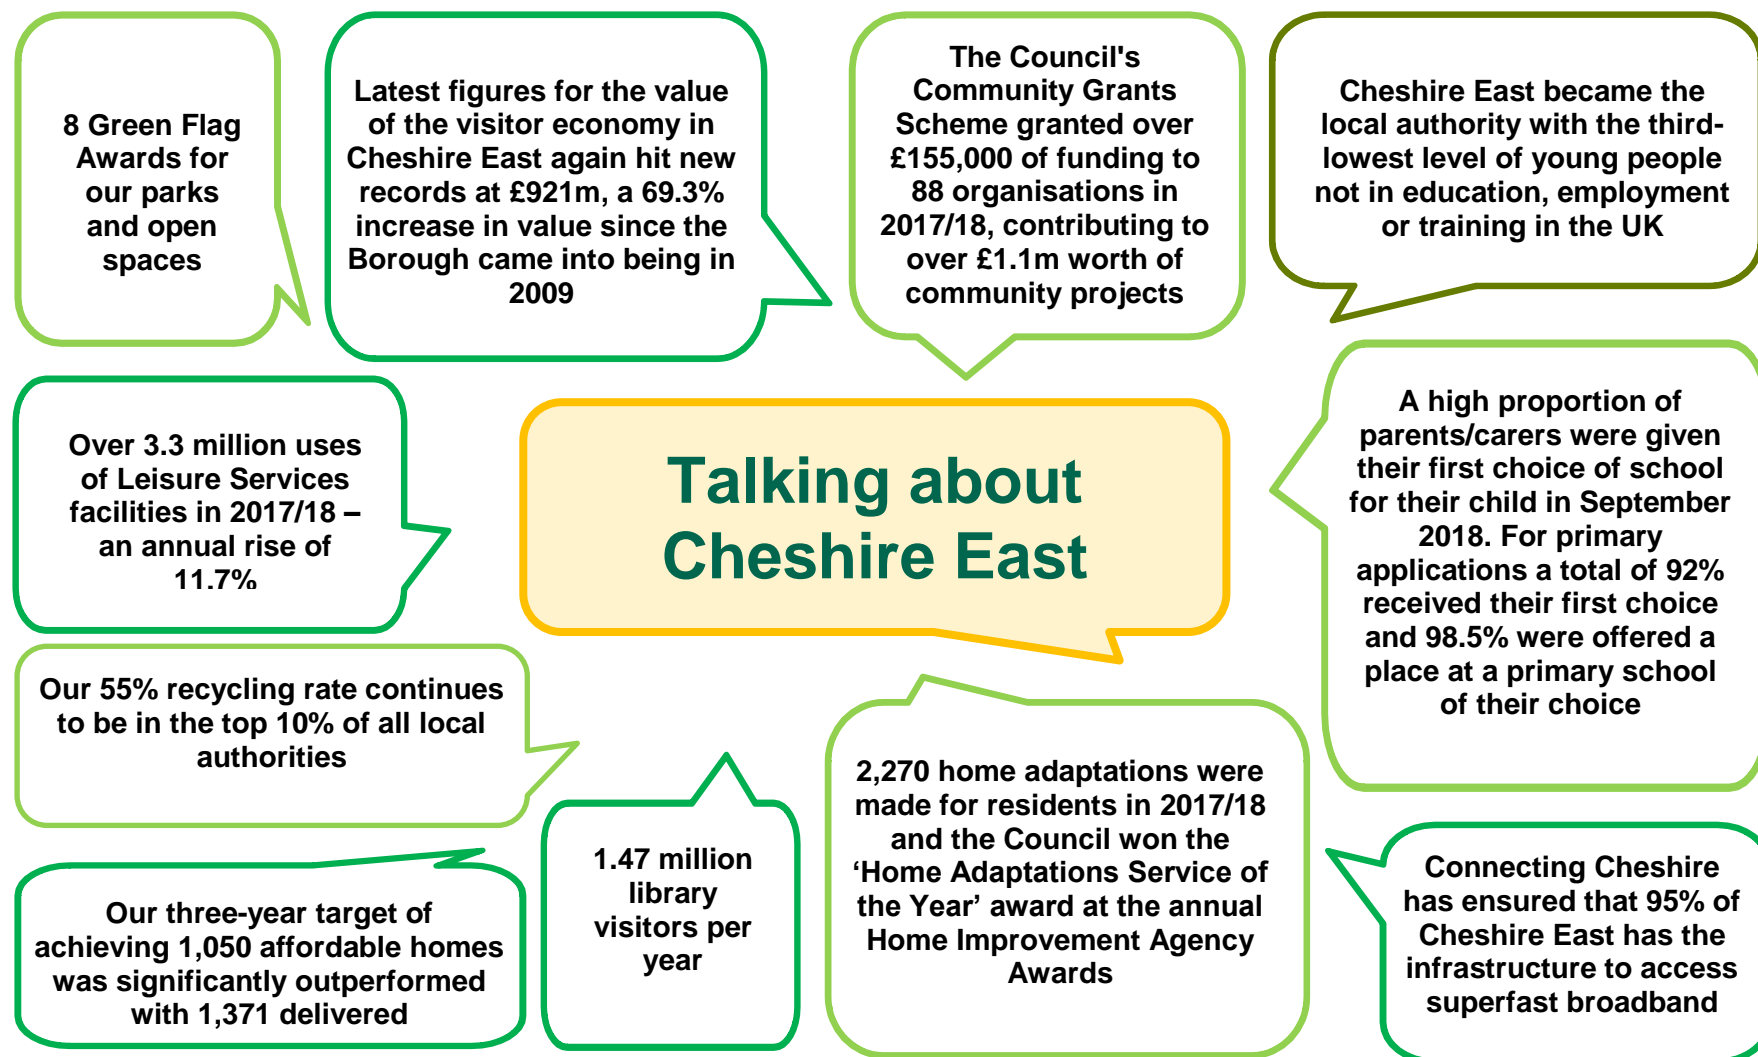 8 Green Flag
Awards for
our parks
and open
spaces
Latest figures for the value
of the visitor economy in
Cheshire East again hit new
records at £921m, a 69.3%
increase in value since the
Borough came into being in
2009
The Council's
Community Grants
Scheme granted over
£155,000 of funding to
88 organisations in
2017/18, contributing to
over £1.1m worth of
community projects
Cheshire East became the
local authority with the third-
lowest level of young people
not in education, employment
or training in the UK
Over 3.3 million uses
of Leisure Services
facilities in 2017/18 –
an annual rise of
11.7%
Talking about
Cheshire East
A high proportion of
parents/carers were given
their first choice of school
for their child in September
2018. For primary
applications a total of 92%
received their first choice
and 98.5% were offered a
place at a primary school
of their choice
Our 55% recycling rate continues
to be in the top 10% of all local
authorities
2,270 home adaptations were
made for residents in 2017/18
and the Council won the
‘Home Adaptations Service of
the Year’ award at the annual
Home Improvement Agency
Awards
1.47 million
library
visitors per
year
Our three-year target of
achieving 1,050 affordable homes
was significantly outperformed
with 1,371 delivered
Connecting Cheshire
has ensured that 95% of
Cheshire East has the
infrastructure to access
superfast broadband